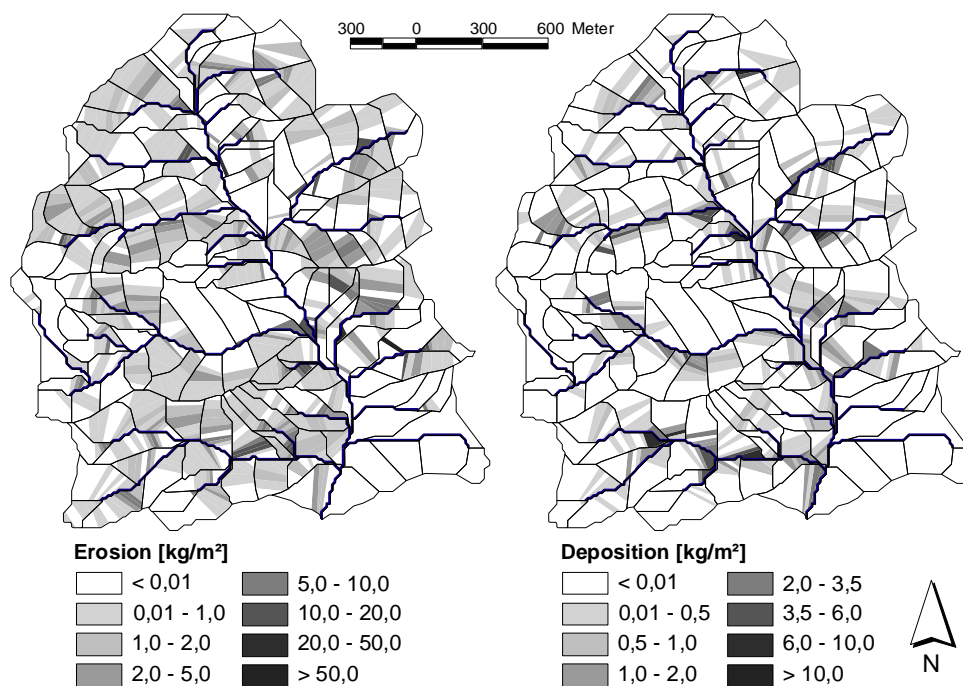 300 0 300 600 Meter
Erosion [kg/m²]
< 0,01
0,01 - 1,0
1,0 - 2,0
2,0 - 5,0
5,0 - 10,0
10,0 - 20,0
20,0 - 50,0
> 50,0
Deposition [kg/m²]
< 0,01
0,01 - 0,5
0,5 - 1,0
1,0 - 2,0
2,0 - 3,5
3,5 - 6,0
6,0 - 10,0
> 10,0
N